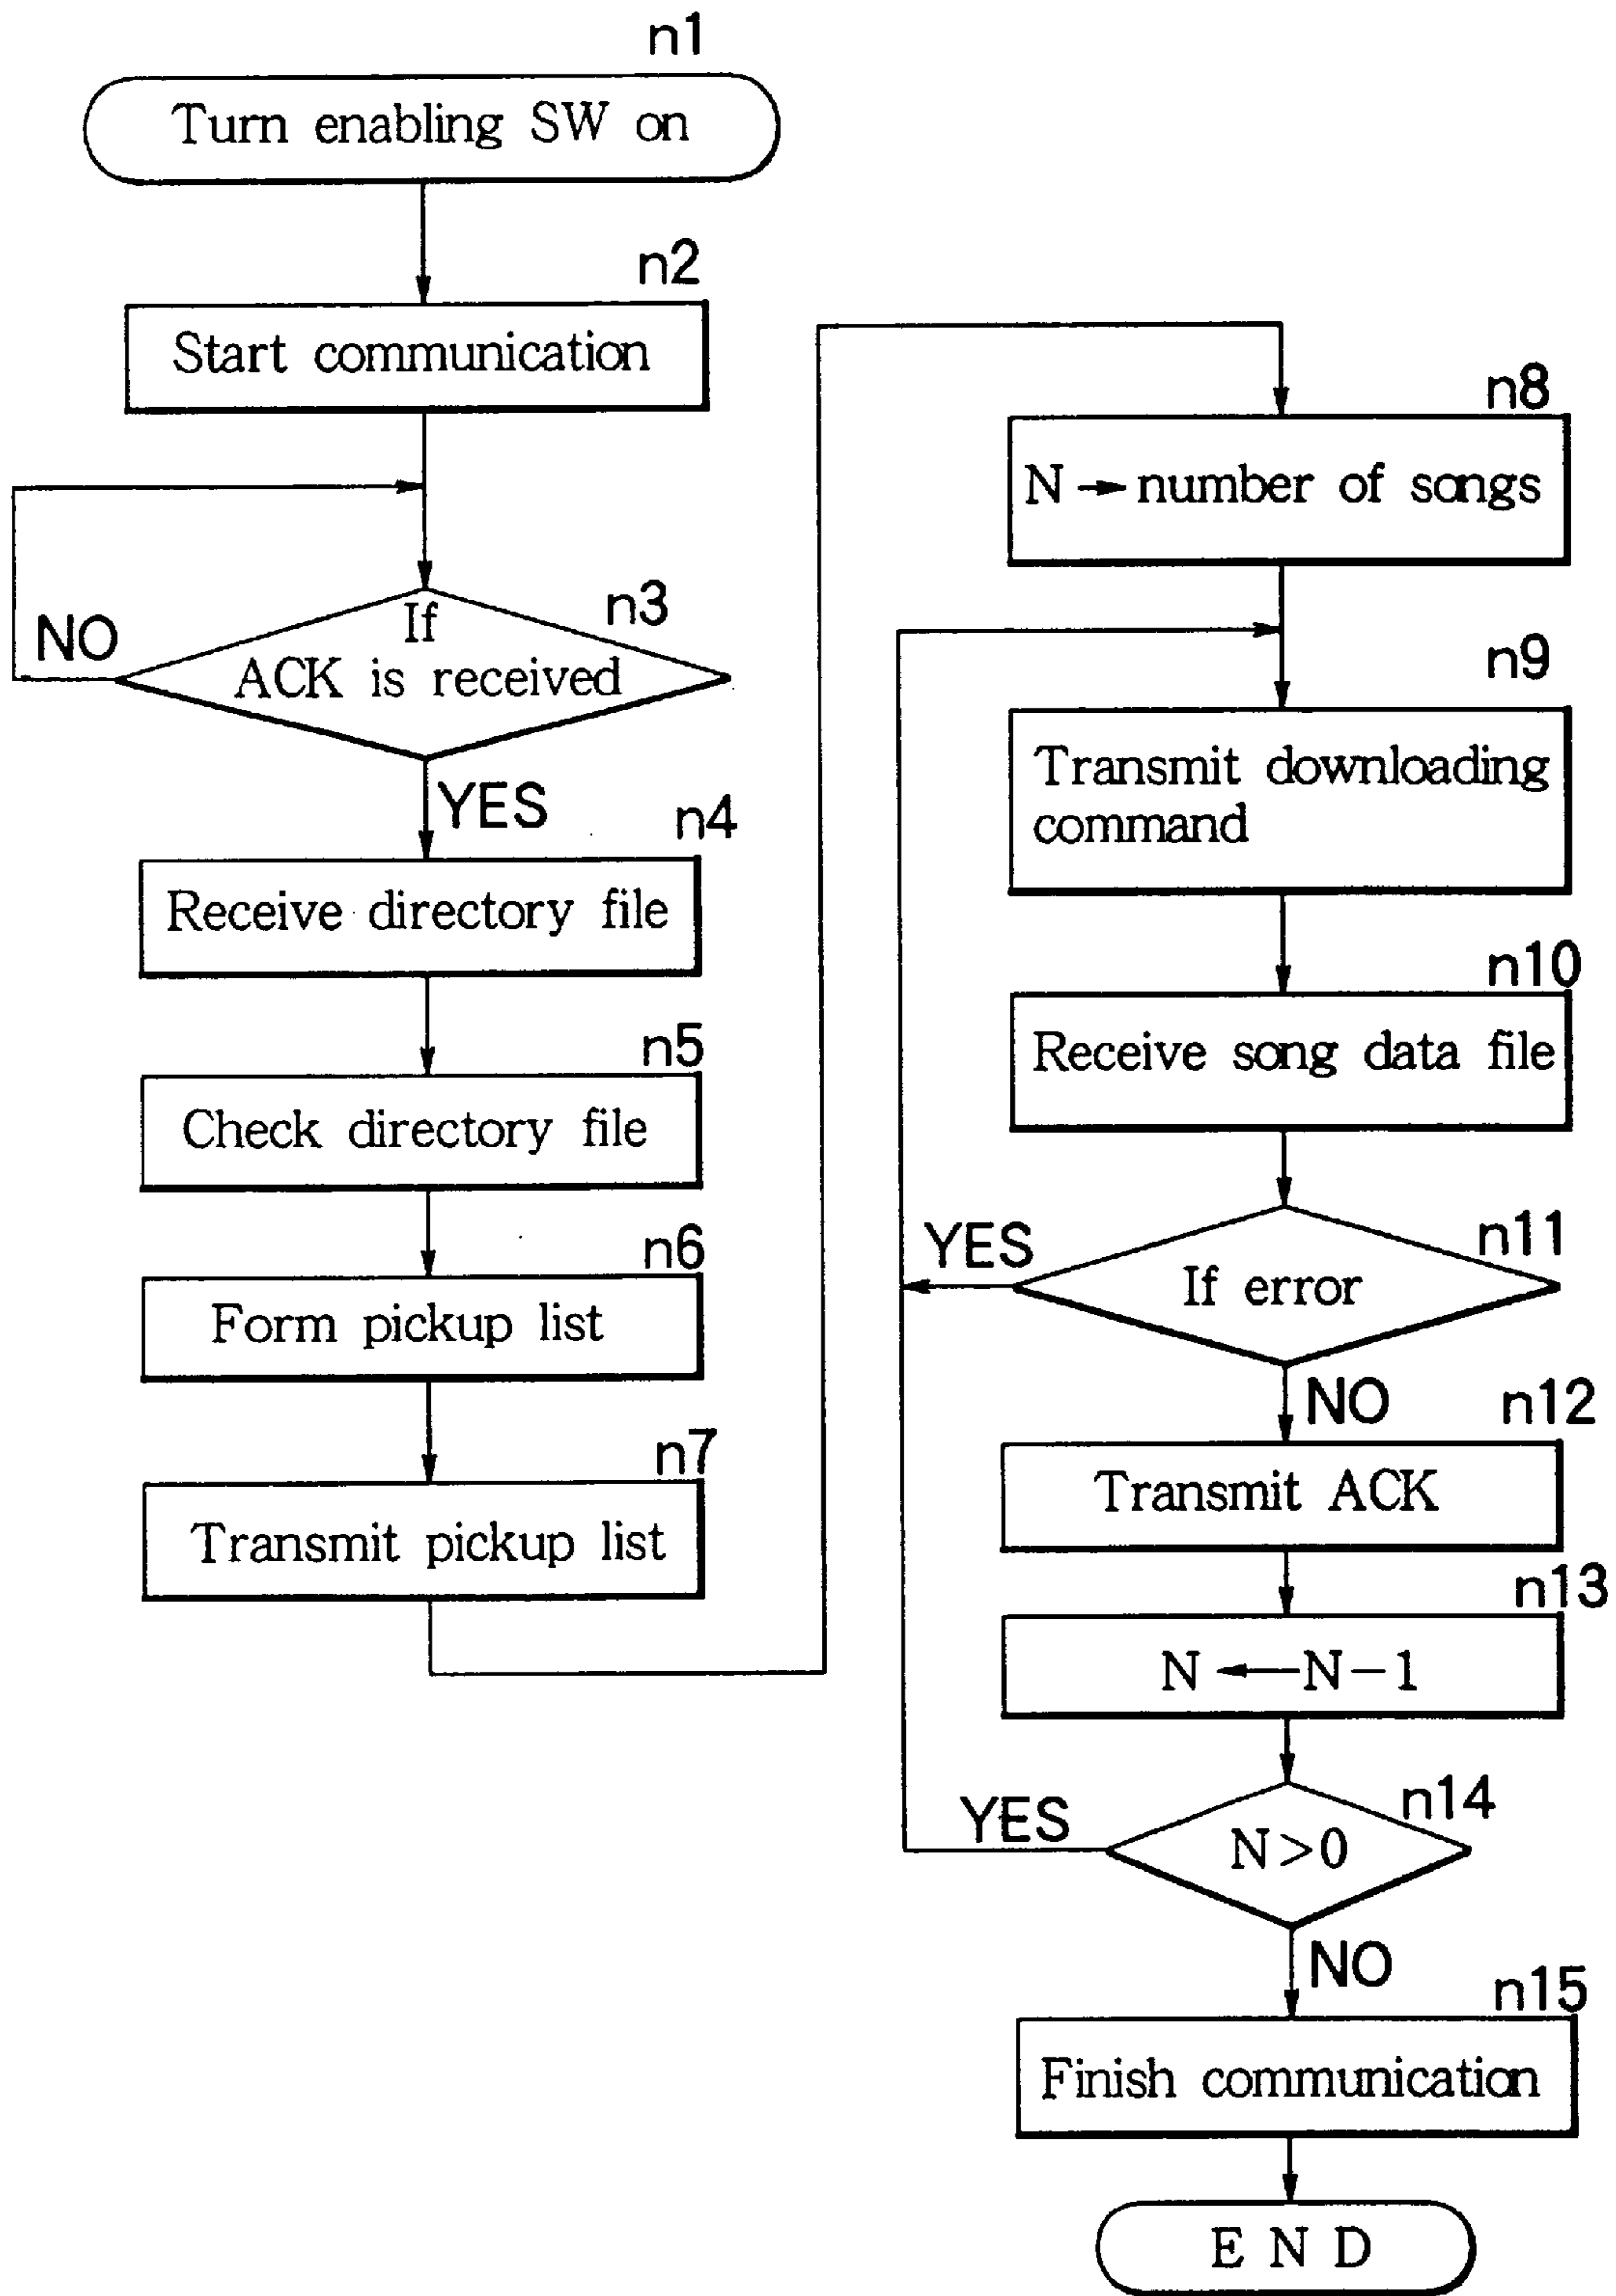 n1
Turn enabling SW on
n2
Start communication
n3
If
ACK is received
NO
YES
n4
Receive directory file
n5
Check directory file
n6
Form pickup list
n7
Transmit pickup list
n8
N → number of songs
n9
Transmit downloading
command
n10
Receive song data file
n11
YES
If error
NO
n12
Transmit ACK
n13
N ← N − 1
n14
YES
N > 0
NO
n15
Finish communication
E N D